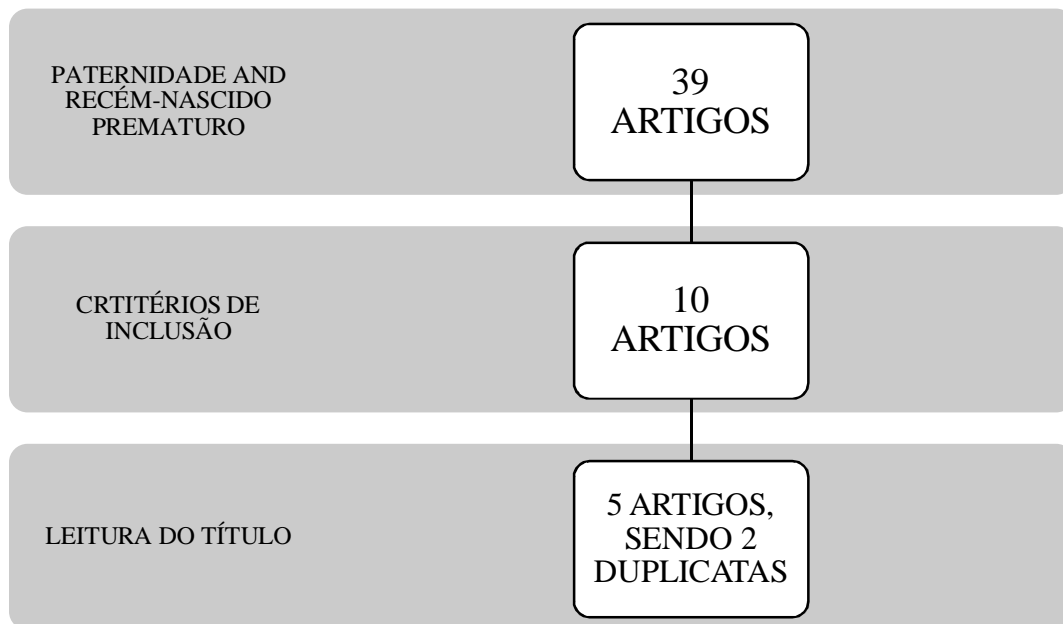 PATERNIDADE AND
RECÉM-NASCIDO
PREMATURO
39
ARTIGOS
CRTITÉRIOS DE
INCLUSÃO
10
ARTIGOS
LEITURA DO TÍTULO
5 ARTIGOS,
SENDO 2
DUPLICATAS